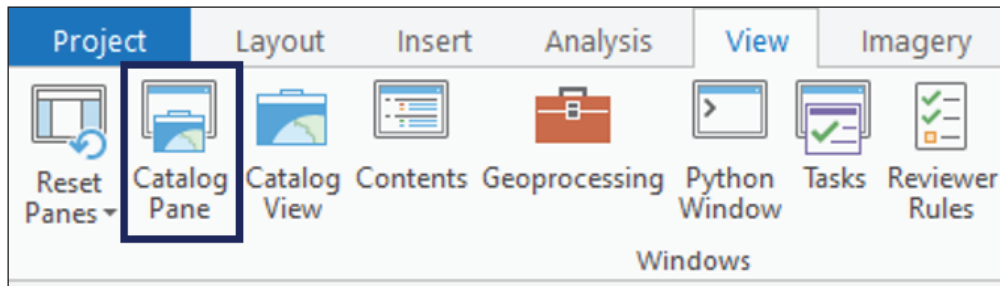 Project Layout Insert Analysis View Imagery
Reset Catalog Catalog Contents Geoprocessing Python Tasks Reviewer
Panes Pane View Window Rules
Windows